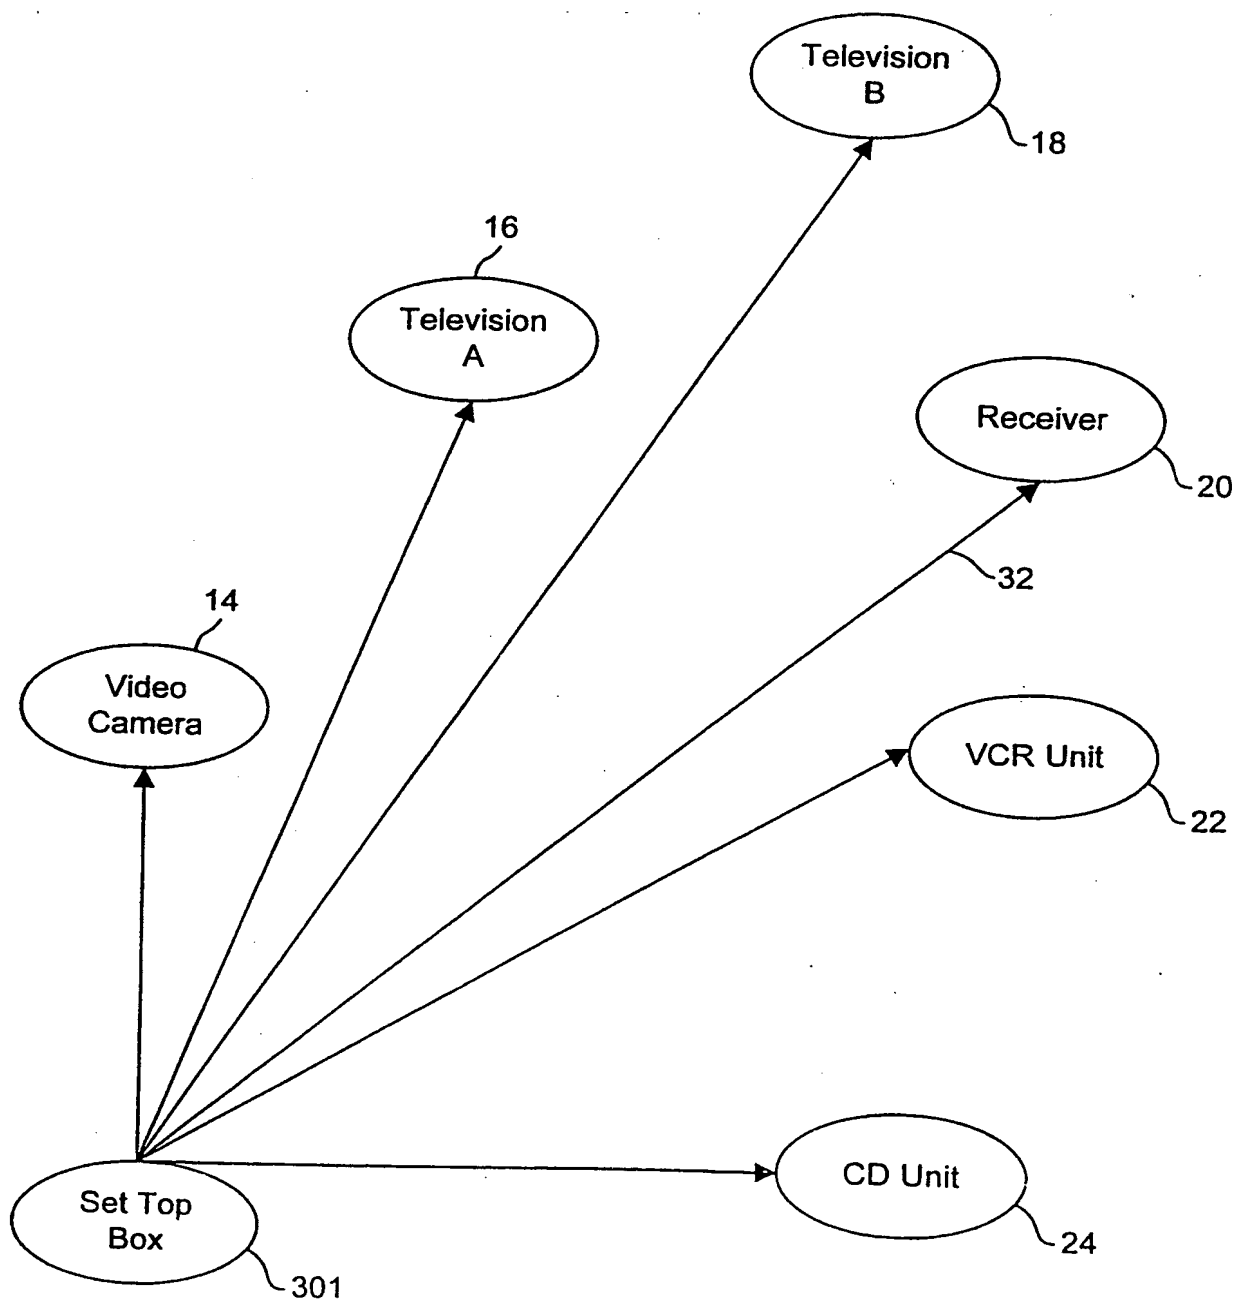 Television
B
18
16
Television
A
Receiver
20
32
14
Video
Camera
VCR Unit
22
CD Unit
24
Set Top
Box
301